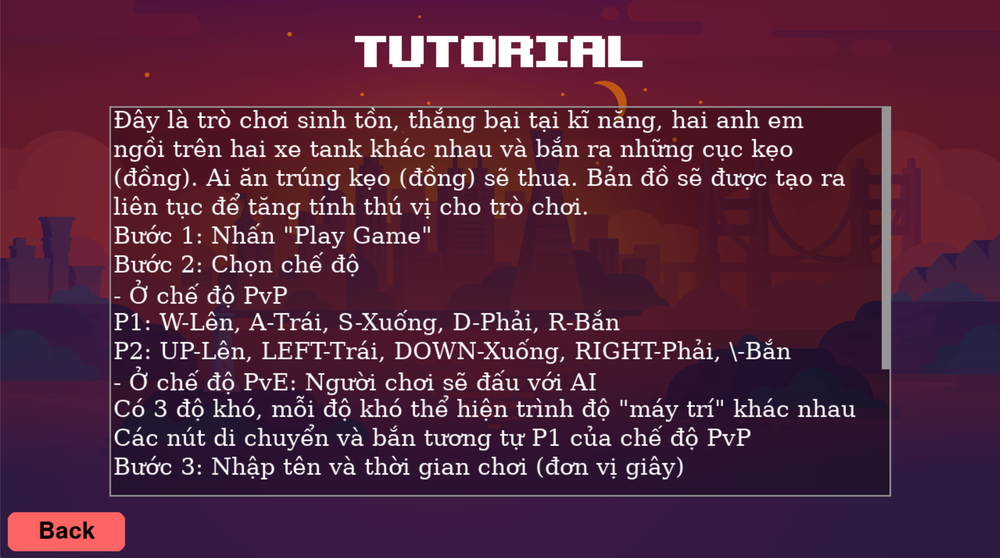 TUTORIAL
Đây là trò chơi sinh tồn, thắng bại tại kĩ năng, hai anh em
ngồi trên hai xe tank khác nhau và bắn ra những cục kẹo
(đồng). Ai ăn trúng kẹo (đồng) sẽ thua. Bản đồ sẽ được tạo ra
liên tục để tăng tính thú vị cho trò chơi.
Bước 1: Nhấn "Play Game"
Bước 2: Chọn chế độ
- Ở chế độ PvP
P1: W-Lên, A-Trái, S-Xuống, D-Phải, R-Bắn
P2: UP-Lên, LEFT-Trái, DOWN-Xuống, RIGHT-Phải, \-Bắn
- Ở chế độ PvE: Người chơi sẽ đấu với AI
Có 3 độ khó, mỗi độ khó thể hiện trình độ "máy trí" khác nhau
Các nút di chuyển và bắn tương tự P1 của chế độ PvP
Bước 3: Nhập tên và thời gian chơi (đơn vị giây)
Back